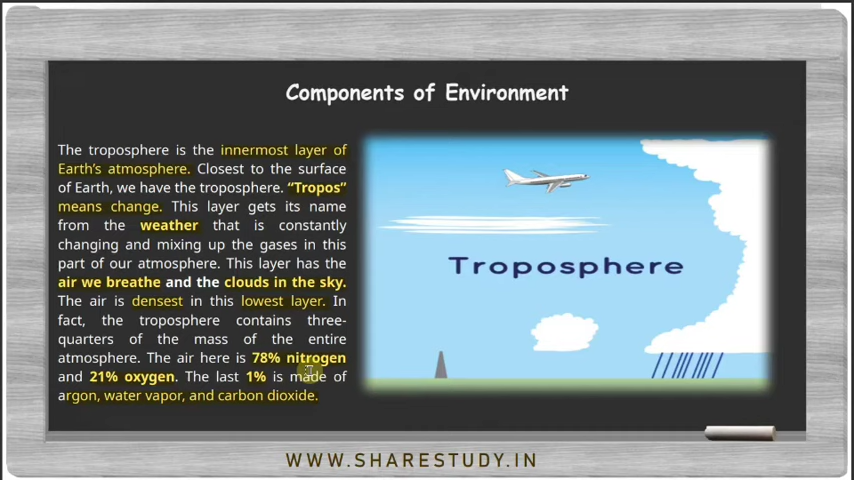 Components of Environment
The troposphere is the innermost layer of
Earth's atmosphere. Closest to the surface
of Earth, we have the troposphere. “Tropos”
means change. This layer gets its name
from the weather that is constantly
changing and mixing up the gases in this
part of our atmosphere. This layer has the
air we breathe and the clouds in the sky.
The air is densest in this lowest layer. In
fact, the troposphere contains three-
quarters of the mass of the entire
atmosphere. The air here is 78% nitrogen
and 21% oxygen. The last 1% is made of
argon, water vapor, and carbon dioxide.
Troposphere
WWW.SHARESTUDY.IN